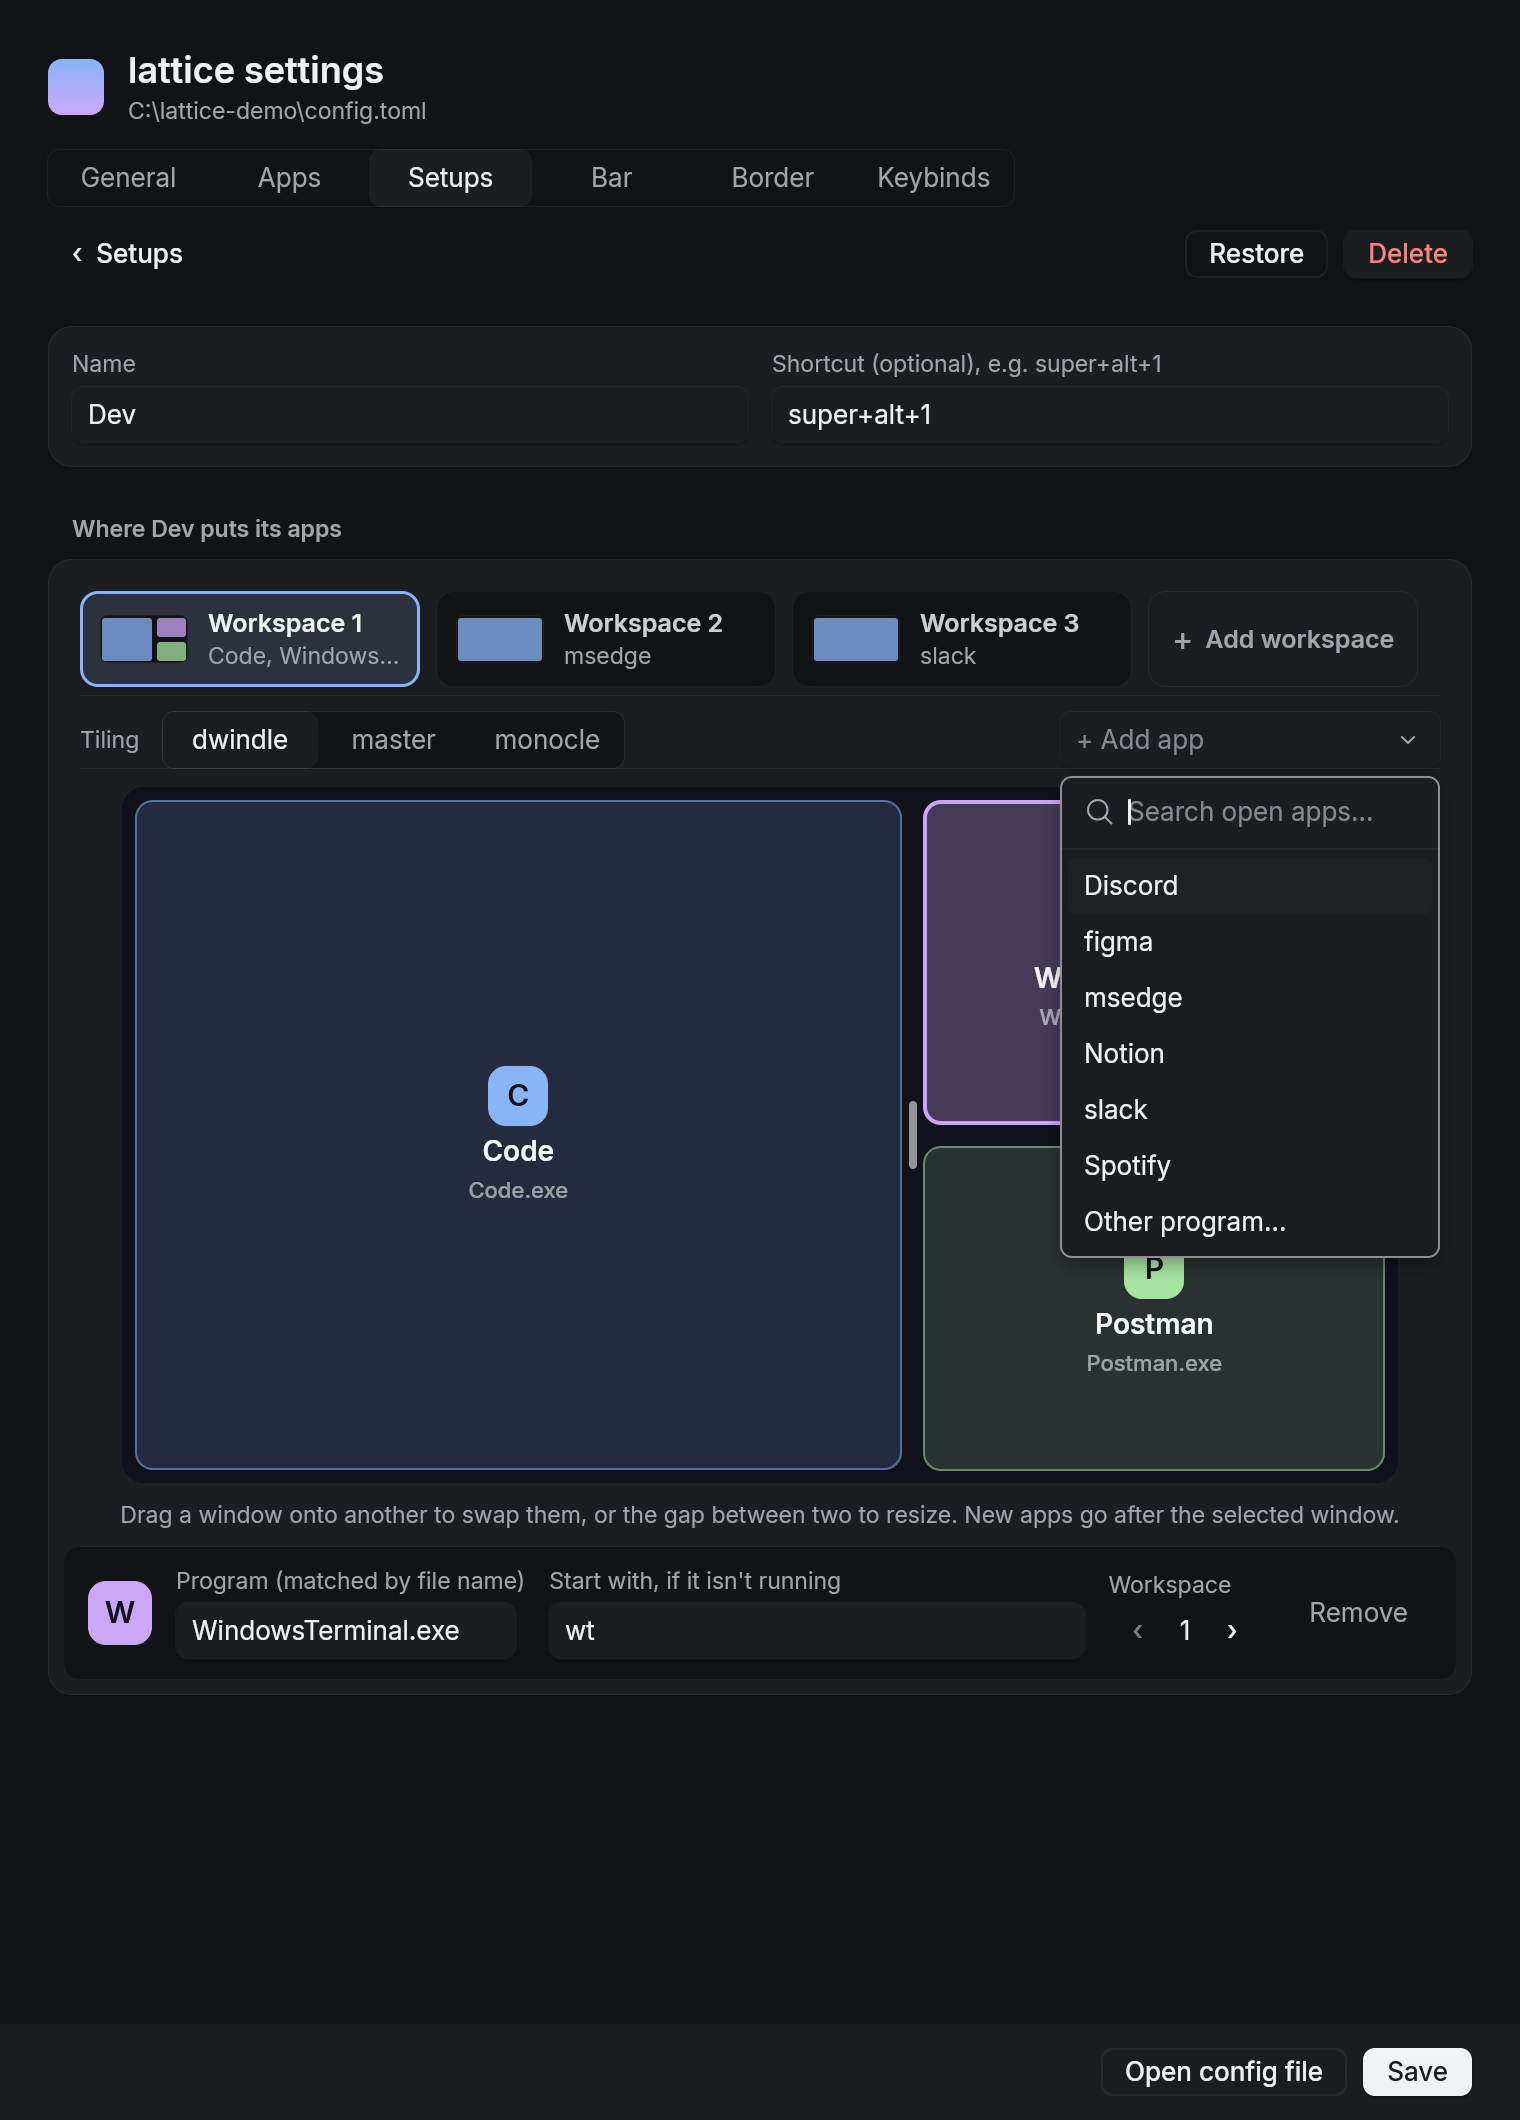 lattice settings
C:\lattice-demo\config.toml
General Apps Setups Bar Border Keybinds
‹ Setups Restore Delete
Name Shortcut (optional), e.g. super+alt+1
Dev super+alt+1
Where Dev puts its apps
Workspace 1 Workspace 2 Workspace 3 + Add workspace
Code, Windows... msedge slack
Tiling dwindle master monocle + Add app
Search open apps...
Discord
figma
msedge
Notion
slack
Spotify
Other program...
W
W
C
Code
Code.exe
P
Postman
Postman.exe
Drag a window onto another to swap them, or the gap between two to resize. New apps go after the selected window.
W Program (matched by file name) Start with, if it isn't running Workspace
WindowsTerminal.exe wt ‹ 1 › Remove
Open config file Save